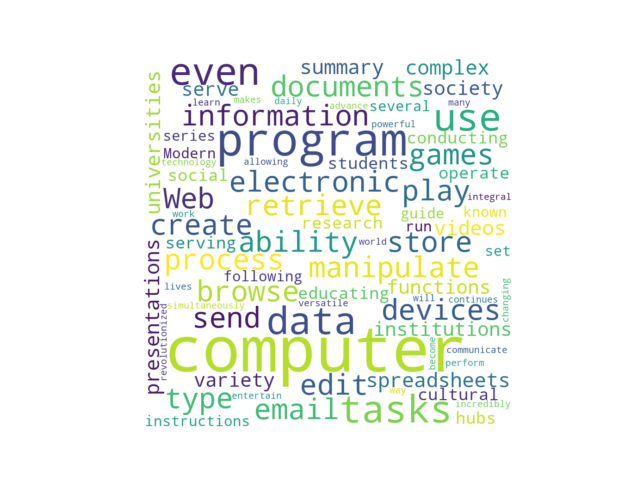 even
summary
complex
universities
serve
documents
society
learn
makes
daily
advance
several
many
information
use
series
program
powerful
conducting
Modern
technology
allowing
students
games
social
electronic
operate
Web
retrieve
play
integral
work
create
research
guide
known
run
videos
serving
ability
world
store
set
process
following
manipulate
presentations
lives
browse
educating
functions
simultaneously
versatile
will
continues
changing
revolutionized
send
data
devices
institutions
computer
become
communicate
perform
variety
edit
spreadsheets
way
cultural
type
entertain
email
tasks
incredibly
instructions
hubs